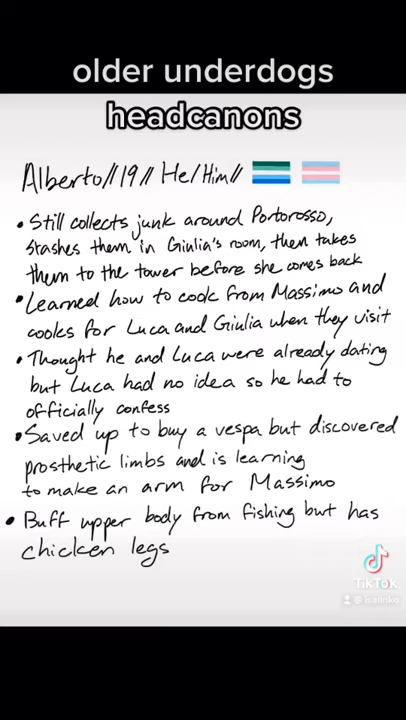 older underdogs
headcanons
Alberto//19// He/Him//
• Still collects junk around Portorosso,
stashes them in Giulia's room, then takes
them to the tower before she comes back
• Learned how to cook from Massimo and
cooks for Luca and Giulia when they visit
• Thought he and Luca were already dating
but Luca had no idea so he had to
officially confess
• Saved up to buy a vespa but discovered
prosthetic limbs and is learning
to make an arm for Massimo
• Buff upper body from fishing but has
chicken legs
TikTok